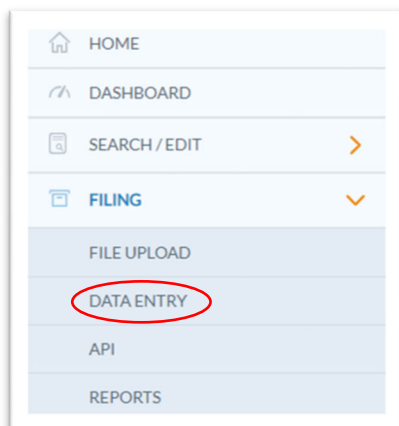 HOME
DASHBOARD
SEARCH / EDIT
FILING
FILE UPLOAD
DATA ENTRY
API
REPORTS